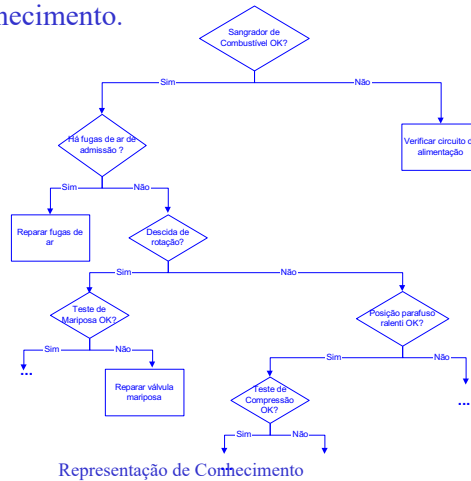 hecimento.
Sangrador de
Combustível OK?
Sim
Não
Há fugas de ar de
admissão ?
Verificar circuito d
alimentação
Sim
Não
Reparar fugas de
ar
Descida de
rotação?
Sim
Não
Teste de
Mariposa OK?
Posição parafuso
ralenti OK?
Sim
Não
Sim
Não
...
Reparar válvula
mariposa
Teste de
Compressão
OK?
...
Sim
Não
...
Representação de Conhecimento